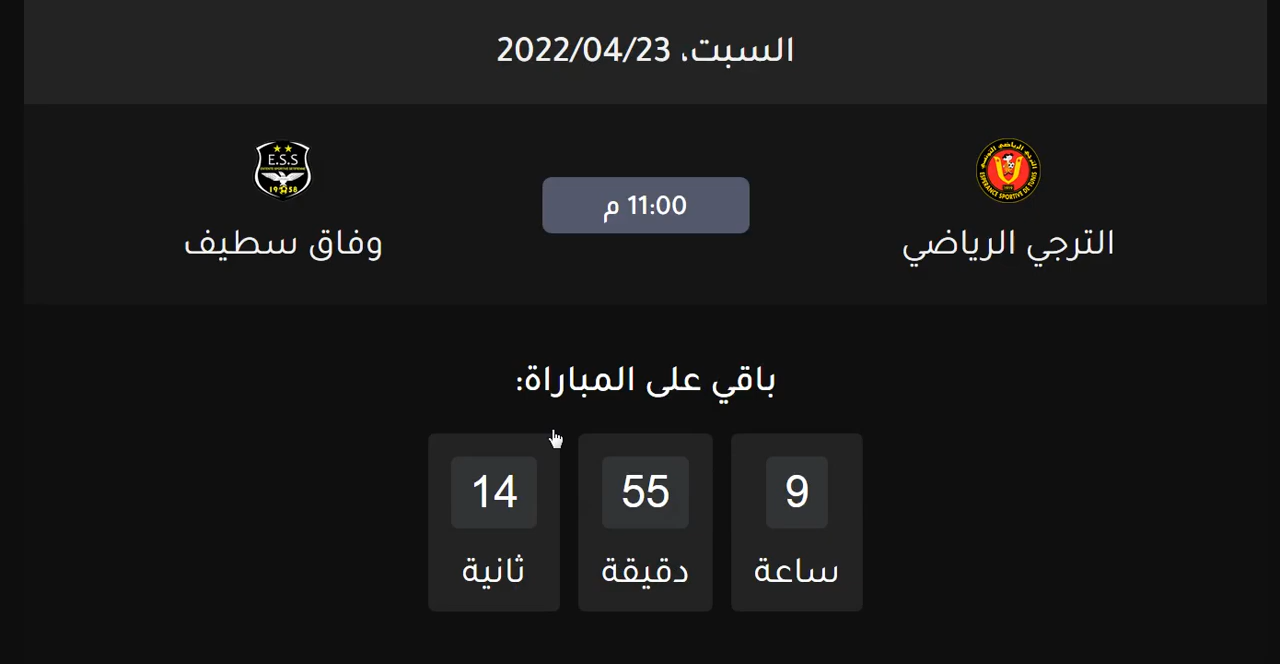 السبت، 2022/04/23
E.S.S
1958
الترجي الرياضي
11:00 م
وفاق سطيف
باقي على المباراة:
9
55
14
ساعة
دقيقة
ثانية